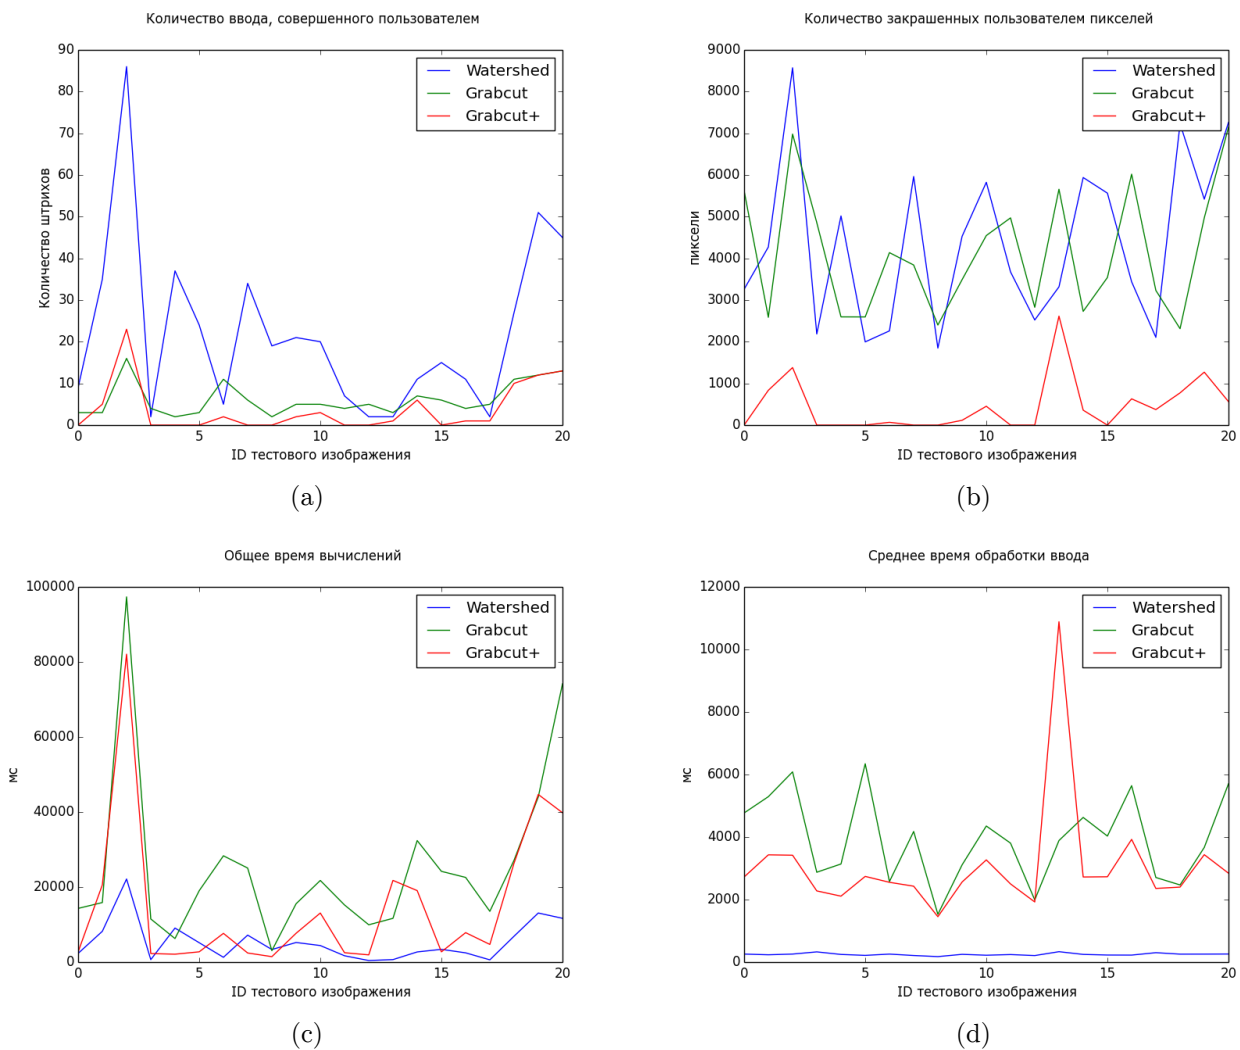 Количество ввода, совершенного пользователем
90
80
70
60
50
40
30
20
10
0
Количество штрихов
Watershed
Grabcut
Grabcut+
0 5 10 15 20
ID тестового изображения
(a)
Количество закрашенных пользователем пикселей
9000
8000
7000
6000
5000
4000
3000
2000
1000
0
пиксели
Watershed
Grabcut
Grabcut+
0 5 10 15 20
ID тестового изображения
(b)
Общее время вычислений
100000
80000
60000
40000
20000
0
мс
Watershed
Grabcut
Grabcut+
0 5 10 15 20
ID тестового изображения
(c)
Среднее время обработки ввода
12000
10000
8000
6000
4000
2000
0
мс
Watershed
Grabcut
Grabcut+
0 5 10 15 20
ID тестового изображения
(d)